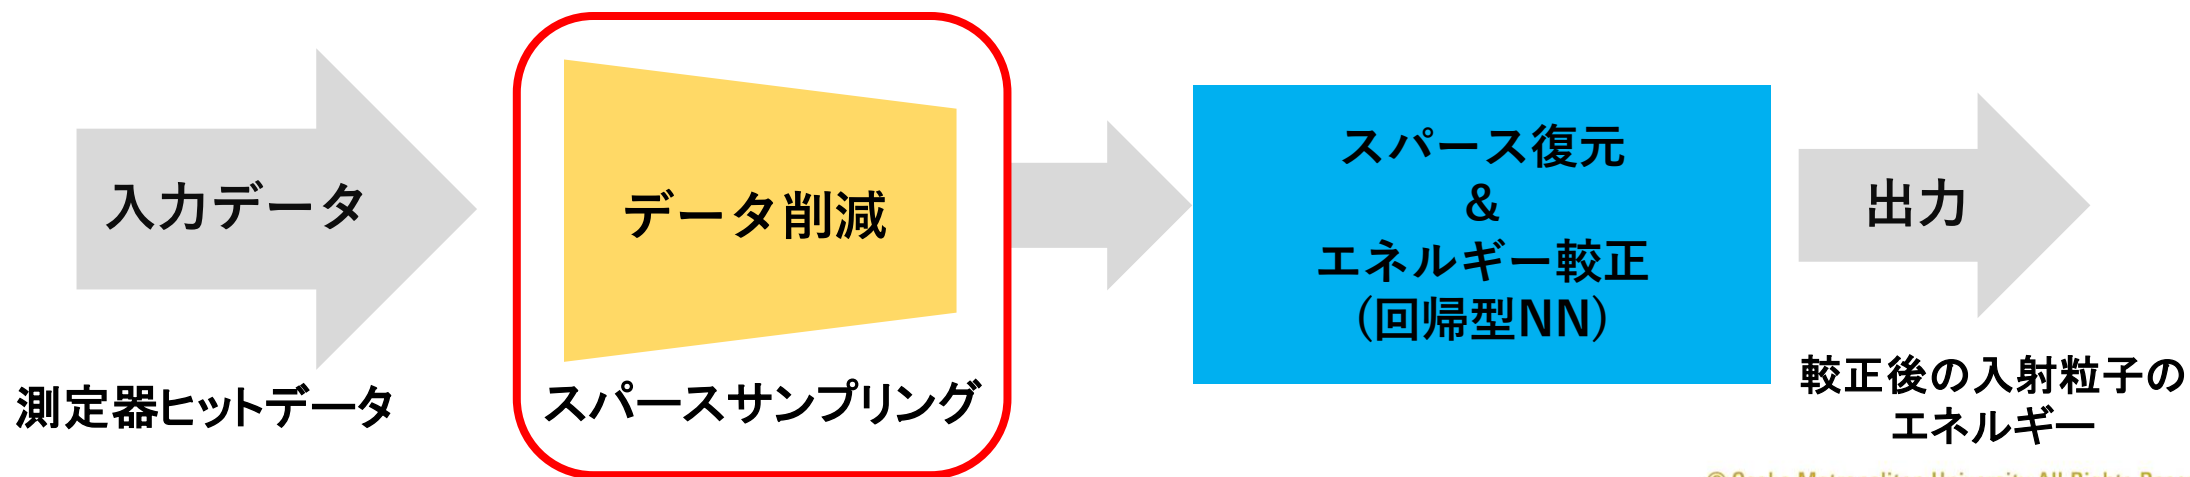 入力データ
測定器ヒットデータ
データ削減
スパースサンプリング
スパース復元
&
エネルギー較正
(回帰型NN)
出力
較正後の入射粒子の
エネルギー